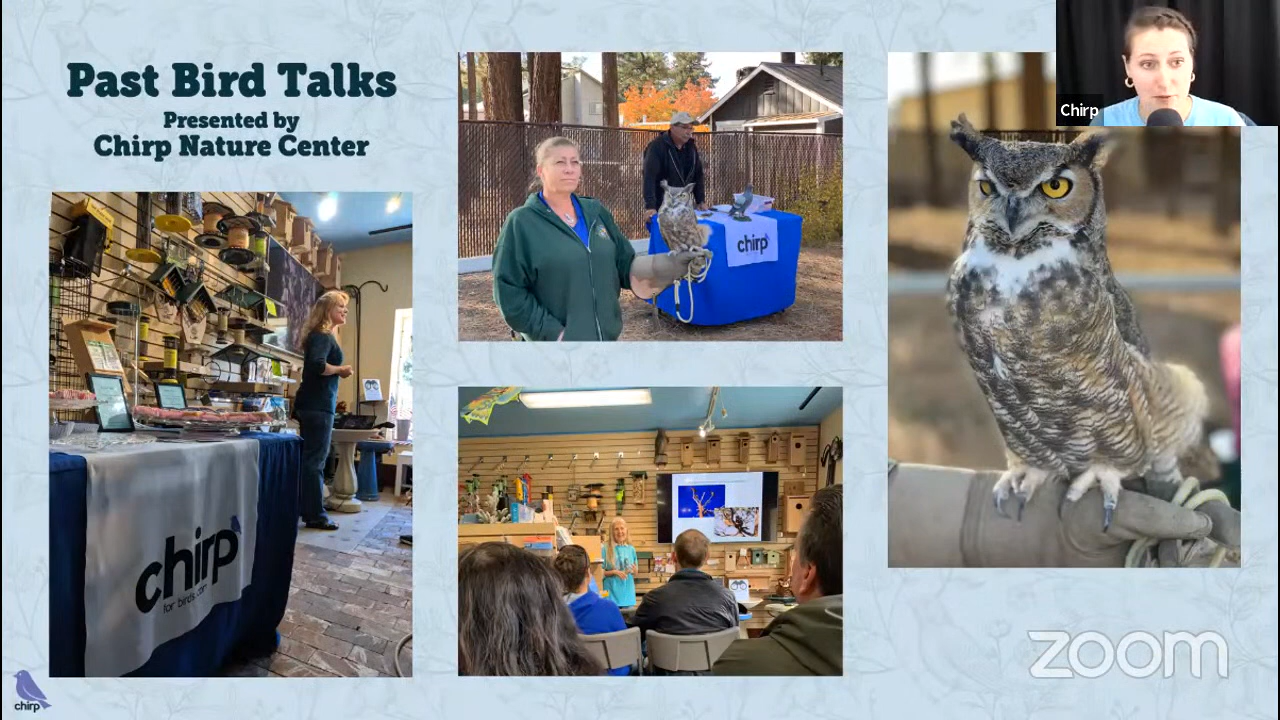 Past Bird Talks
Presented by
Chirp Nature Center
Chirp
chirp
chirp
for birds.com
chirp
zoom